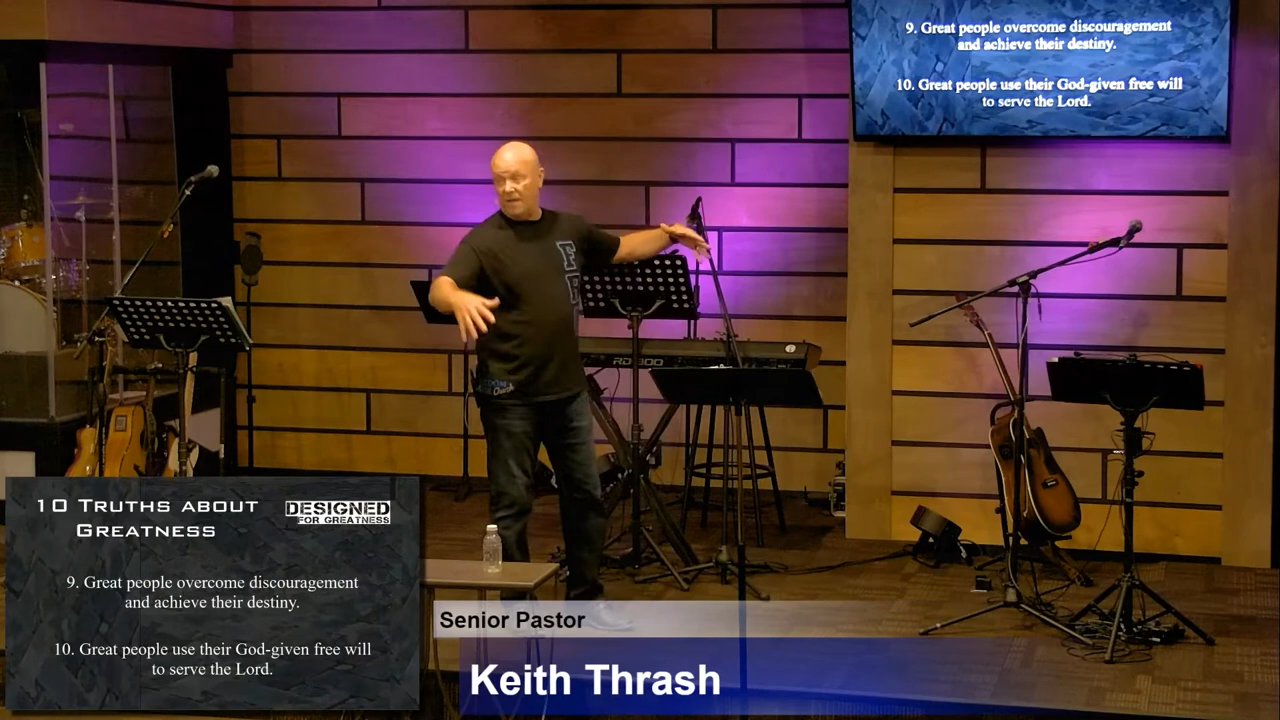 9. Great people overcome discouragement
and achieve their destiny.
10. Great people use their God-given free will
to serve the Lord.
F
RD 800
10 Truths about
Greatness
DESIGNED
FOR GREATNESS
9. Great people overcome discouragement
and achieve their destiny.
10. Great people use their God-given free will
to serve the Lord.
Senior Pastor
Keith Thrash